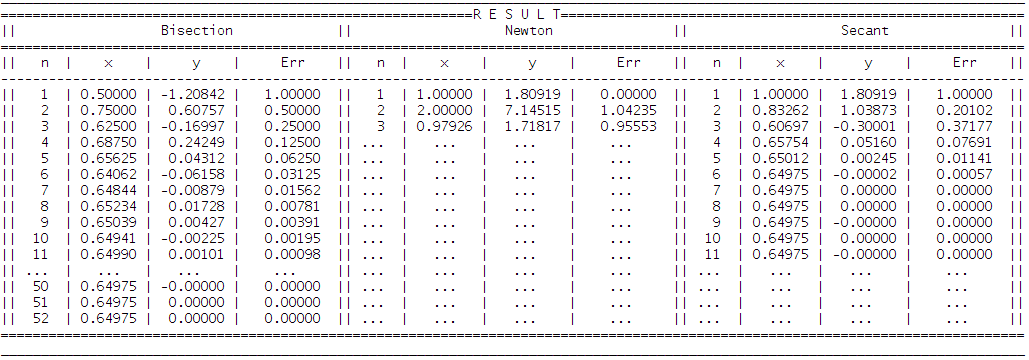 R E S U L T
|| Bisection || Newton || Secant ||
|| n | x | y | Err || n | x | y | Err || n | x | y | Err ||
|| 1 | 0.50000 | -1.20842 | 1.00000 || 1 | 1.00000 | 1.80919 | 0.00000 || 1 | 1.00000 | 1.80919 | 1.00000 ||
|| 2 | 0.75000 | 0.60757 | 0.50000 || 2 | 2.00000 | 7.14515 | 1.04235 || 2 | 0.83262 | 1.03873 | 0.20102 ||
|| 3 | 0.62500 | -0.16997 | 0.25000 || 3 | 0.97926 | 1.71817 | 0.95553 || 3 | 0.60697 | -0.30001 | 0.37177 ||
|| 4 | 0.68750 | 0.24249 | 0.12500 || ... | ... | ... | ... || 4 | 0.65754 | 0.05160 | 0.07691 ||
|| 5 | 0.65625 | 0.04312 | 0.06250 || ... | ... | ... | ... || 5 | 0.65012 | 0.00245 | 0.01141 ||
|| 6 | 0.64062 | -0.06158 | 0.03125 || ... | ... | ... | ... || 6 | 0.64975 | -0.00002 | 0.00057 ||
|| 7 | 0.64844 | -0.00879 | 0.01562 || ... | ... | ... | ... || 7 | 0.64975 | 0.00000 | 0.00000 ||
|| 8 | 0.65234 | 0.01728 | 0.00781 || ... | ... | ... | ... || 8 | 0.64975 | 0.00000 | 0.00000 ||
|| 9 | 0.65039 | 0.00427 | 0.00391 || ... | ... | ... | ... || 9 | 0.64975 | -0.00000 | 0.00000 ||
|| 10 | 0.64941 | -0.00225 | 0.00195 || ... | ... | ... | ... || 10 | 0.64975 | 0.00000 | 0.00000 ||
|| 11 | 0.64990 | 0.00101 | 0.00098 || ... | ... | ... | ... || 11 | 0.64975 | -0.00000 | 0.00000 ||
|| ... | ... | ... | ... || ... | ... | ... | ... || ... | ... | ... | ... ||
|| 50 | 0.64975 | -0.00000 | 0.00000 || ... | ... | ... | ... || ... | ... | ... | ... ||
|| 51 | 0.64975 | 0.00000 | 0.00000 || ... | ... | ... | ... || ... | ... | ... | ... ||
|| 52 | 0.64975 | 0.00000 | 0.00000 || ... | ... | ... | ... || ... | ... | ... | ... ||